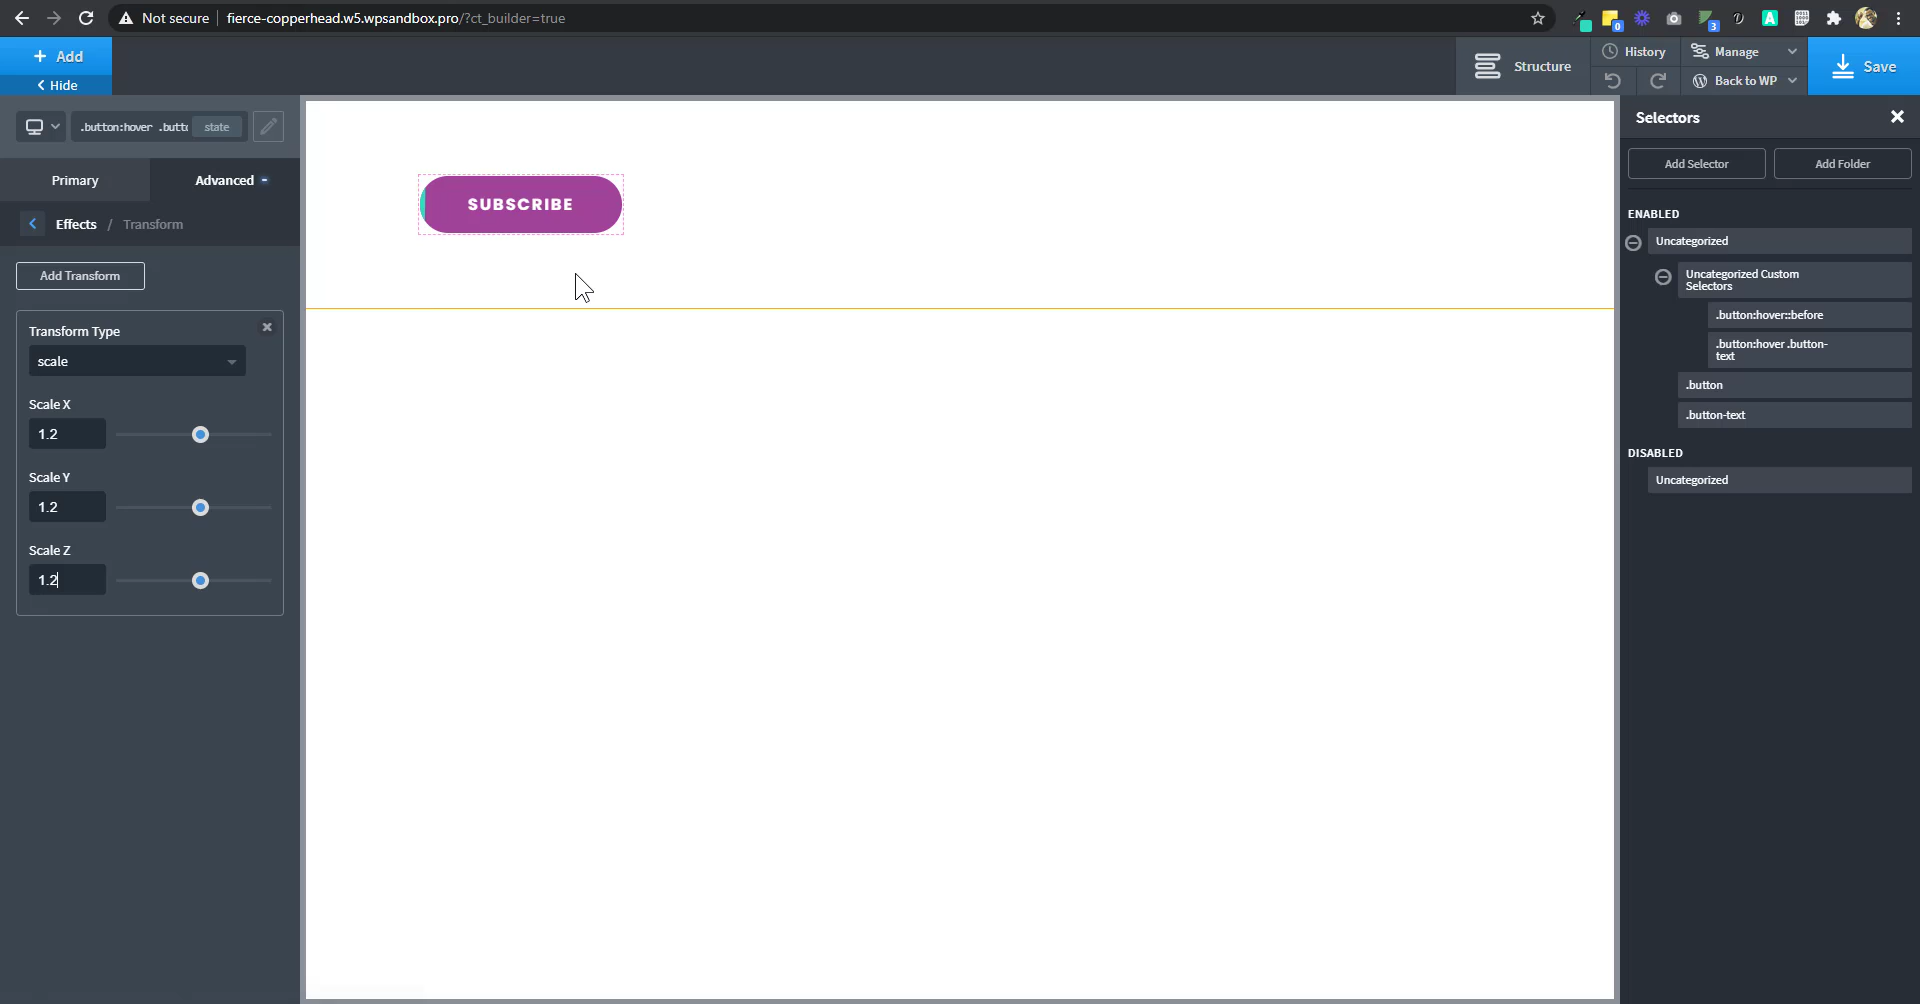 Not secure
fierce-copperhead.w5.wpsandbox.pro/?ct_builder=true
0
3
A
+ Add
Hide
Structure
History
Manage
Back to WP
Save
.button:hover .butto
state
Primary
Advanced
Effects / Transform
Add Transform
Transform Type
scale
Scale X
1.2
Scale Y
1.2
Scale Z
1.2
SUBSCRIBE
Selectors
Add Selector
Add Folder
ENABLED
Uncategorized
Uncategorized Custom
Selectors
.button:hover::before
.button:hover .button-
text
.button
.button-text
DISABLED
Uncategorized